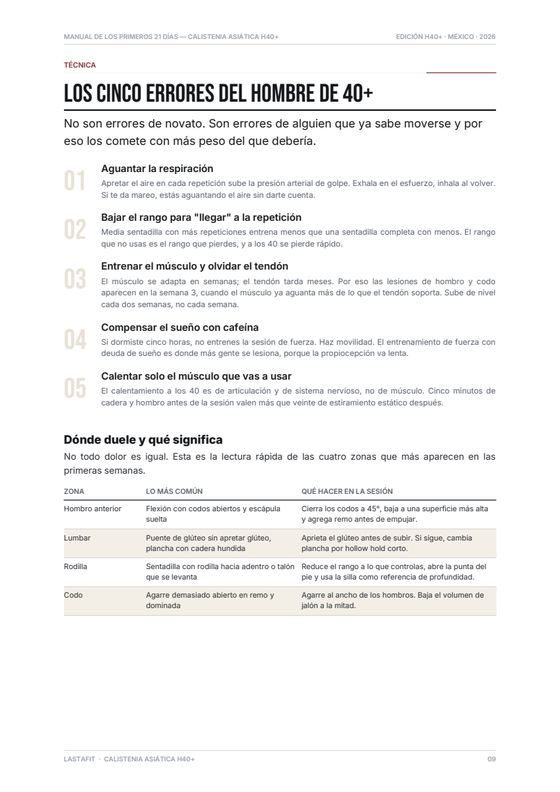 MANUAL DE LOS PRIMEROS 21 DÍAS — CALISTENIA ASIÁTICA H40+
EDICIÓN H40+ · MÉXICO · 2026
TÉCNICA
LOS CINCO ERRORES DEL HOMBRE DE 40+
No son errores de novato. Son errores de alguien que ya sabe moverse y por
eso los comete con más peso del que debería.
01
Aguantar la respiración
Apretar el aire en cada repetición sube la presión arterial de golpe. Exhala en el esfuerzo, inhala al volver.
Si te da mareo, estás aguantando el aire sin darte cuenta.
02
Bajar el rango para "llegar" a la repetición
Media sentadilla con más repeticiones entrena menos que una sentadilla completa con menos. El rango
que no usas es el rango que pierdes, y a los 40 se pierde rápido.
03
Entrenar el músculo y olvidar el tendón
El músculo se adapta en semanas; el tendón tarda meses. Por eso las lesiones de hombro y codo
aparecen en la semana 3, cuando el músculo ya aguanta más de lo que el tendón soporta. Sube de nivel
cada dos semanas, no cada semana.
04
Compensar el sueño con cafeína
Si dormiste cinco horas, no entrenes la sesión de fuerza. Haz movilidad. El entrenamiento de fuerza con
deuda de sueño es donde más gente se lesiona, porque la propiocepción va lenta.
05
Calentar solo el músculo que vas a usar
El calentamiento a los 40 es de articulación y de sistema nervioso, no de músculo. Cinco minutos de
cadera y hombro antes de la sesión valen más que veinte de estiramiento estático después.
Dónde duele y qué significa
No todo dolor es igual. Esta es la lectura rápida de las cuatro zonas que más aparecen en las
primeras semanas.
ZONA
LO MÁS COMÚN
QUÉ HACER EN LA SESIÓN
Hombro anterior
Flexión con codos abiertos y escápula
suelta
Cierra los codos a 45°, baja a una superficie más alta
y agrega remo antes de empujar.
Lumbar
Puente de glúteo sin apretar glúteo,
plancha con cadera hundida
Aprieta el glúteo antes de subir. Si sigue, cambia
plancha por hollow hold corto.
Rodilla
Sentadilla con rodilla hacia adentro o talón
que se levanta
Reduce el rango a lo que controlas, abre la punta del
pie y usa la silla como referencia de profundidad.
Codo
Agarre demasiado abierto en remo y
dominada
Agarre al ancho de los hombros. Baja el volumen de
jalón a la mitad.
LASTAFIT · CALISTENIA ASIÁTICA H40+
09